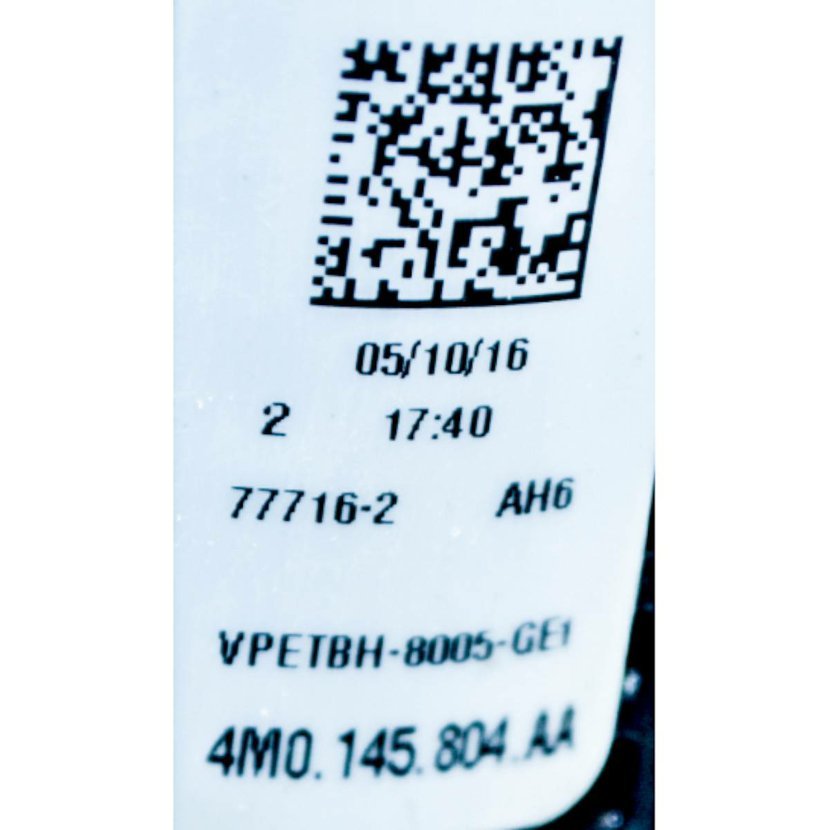 05/10/16
2 17:40
77716-2 AH6
VPETBH-8005-GE1
4M0.145.804.AA